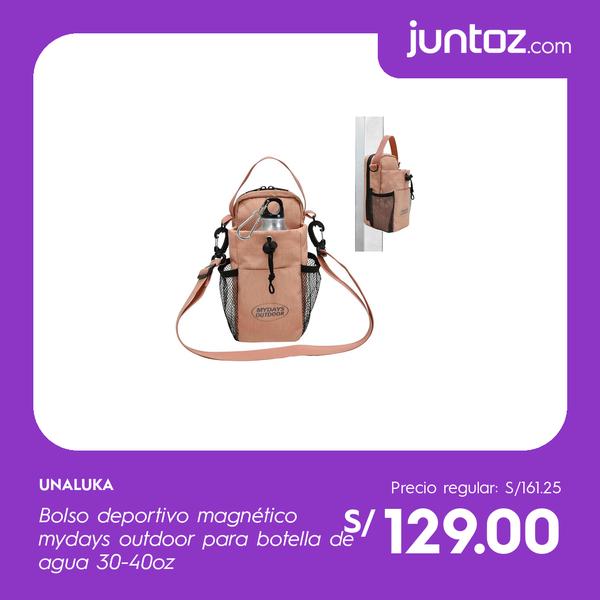 juntoz.com
MYDAYS
OUTDOOR
UNALUKA
Bolso deportivo magnético
mydays outdoor para botella de
agua 30-40oz
Precio regular: S/161.25
S/129.00